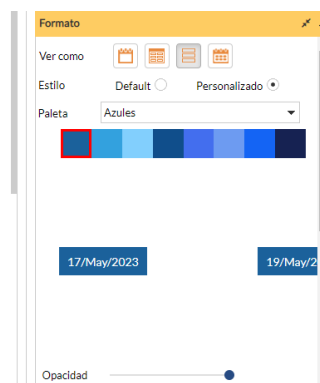 Formato
Ver como
Estilo Default Personalizado
Paleta Azules
17/May/2023 19/May/2
Opacidad